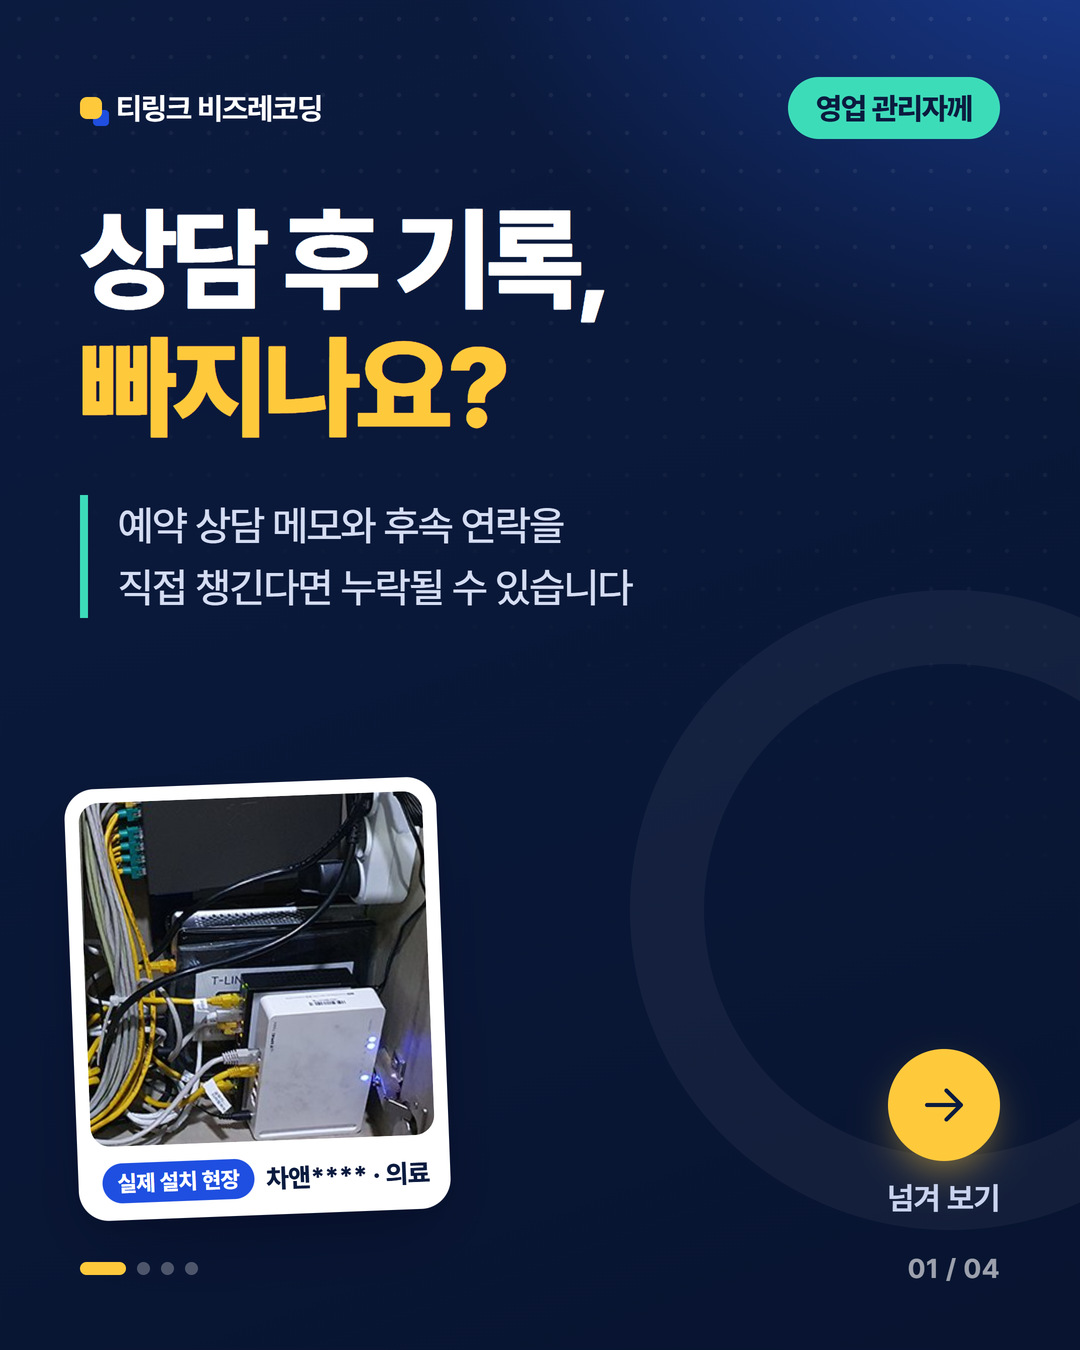 티링크 비즈레코딩
영업 관리자께
상담 후 기록,
빠지나요?
예약 상담 메모와 후속 연락을
직접 챙긴다면 누락될 수 있습니다
T-LIN
실제 설치 현장
차앤**** · 의료
넘겨 보기
01 / 04